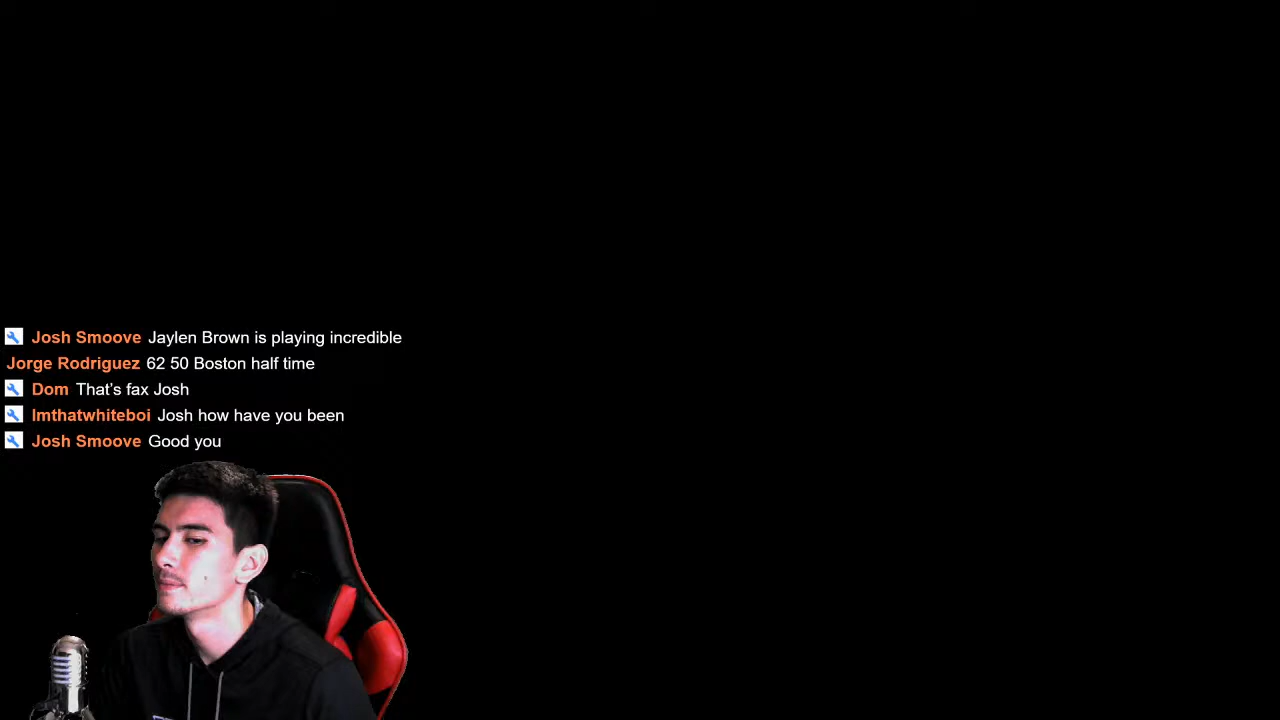 Josh Smoove Jaylen Brown is playing incredible
Jorge Rodriguez 62 50 Boston half time
Dom That's fax Josh
Imthatwhiteboi Josh how have you been
Josh Smoove Good you